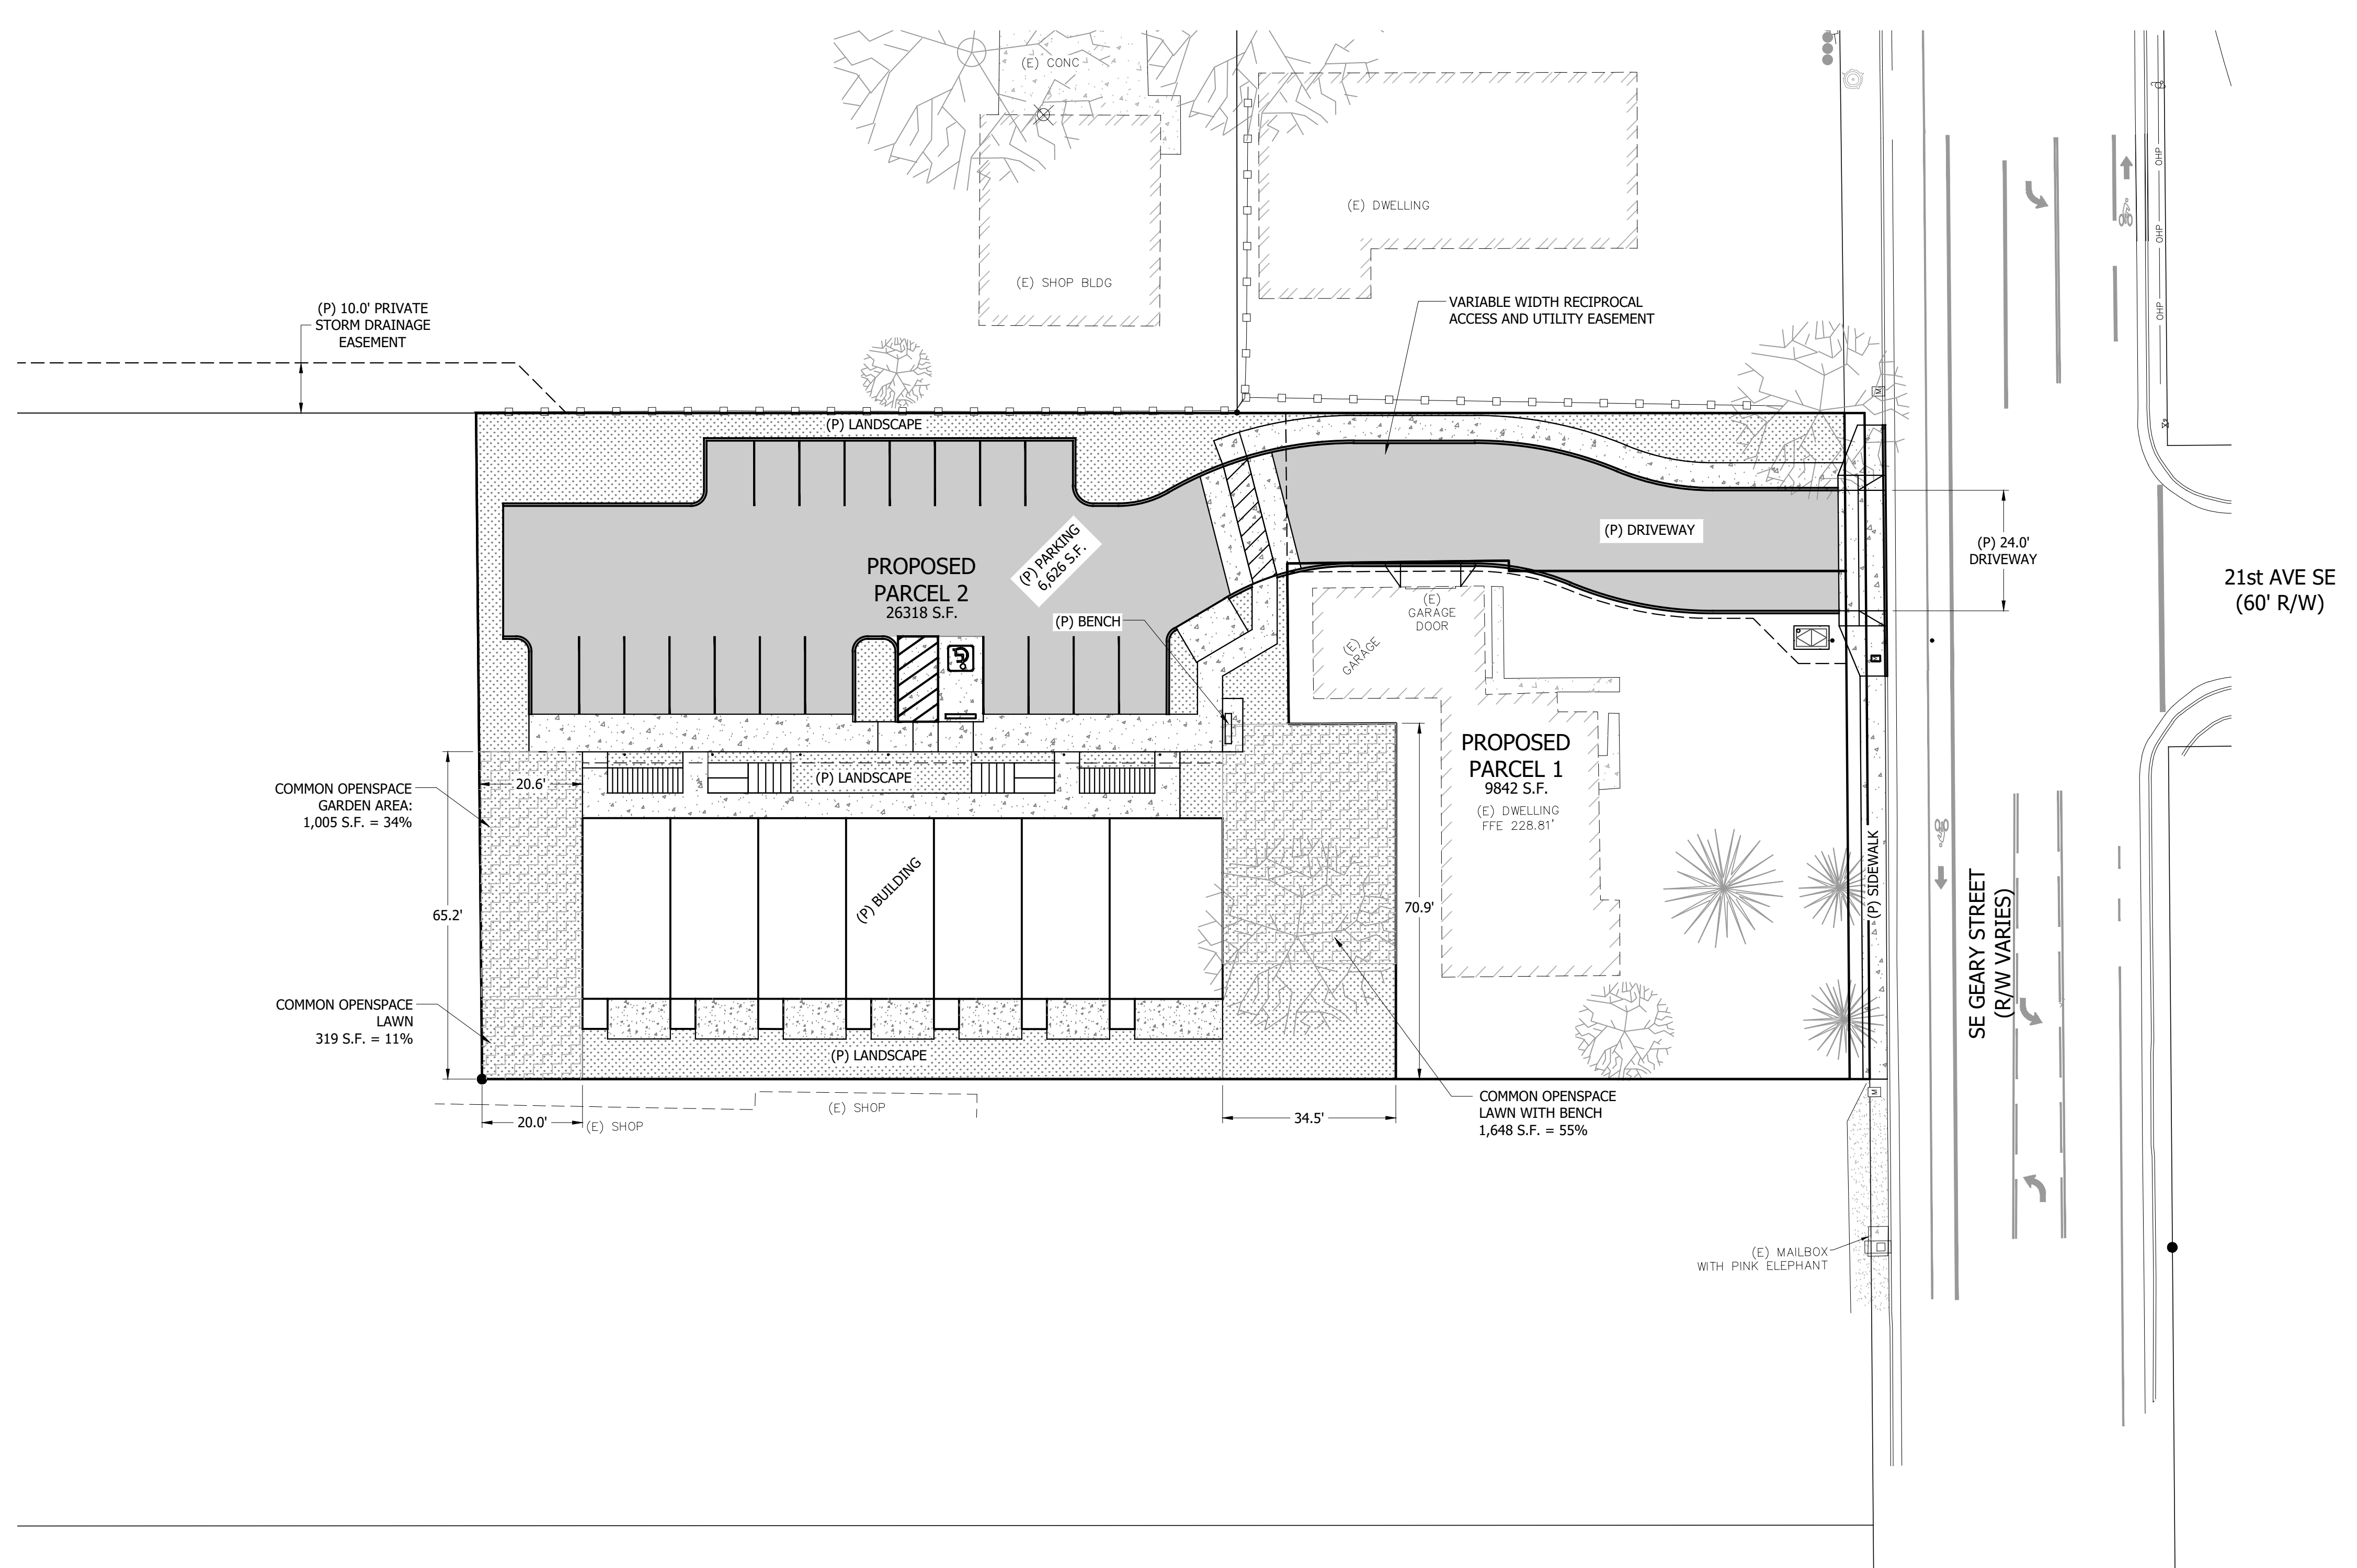 (E) CONC
(E) DWELLING
(E) SHOP BLDG
OHP
OHP
OHP
(P) 10.0' PRIVATE
STORM DRAINAGE
EASEMENT
VARIABLE WIDTH RECIPROCAL
ACCESS AND UTILITY EASEMENT
M
(P) LANDSCAPE
(P) PARKING
6,626 S.F.
(P) DRIVEWAY
(P) 24.0'
DRIVEWAY
PROPOSED
PARCEL 2
26318 S.F.
21st AVE SE
(60' R/W)
(P) BENCH
(E)
GARAGE
DOOR
(E)
GARAGE
PROPOSED
PARCEL 1
9842 S.F.
(E) DWELLING
FFE 228.81'
(P) LANDSCAPE
20.6'
COMMON OPENSPACE
GARDEN AREA:
1,005 S.F. = 34%
(P) BUILDING
65.2'
70.9'
(P) SIDEWALK
SE GEARY STREET
(R/W VARIES)
COMMON OPENSPACE
LAWN
319 S.F. = 11%
(P) LANDSCAPE
M
(E) SHOP
20.0'
(E) SHOP
34.5'
COMMON OPENSPACE
LAWN WITH BENCH
1,648 S.F. = 55%
(E) MAILBOX
WITH PINK ELEPHANT